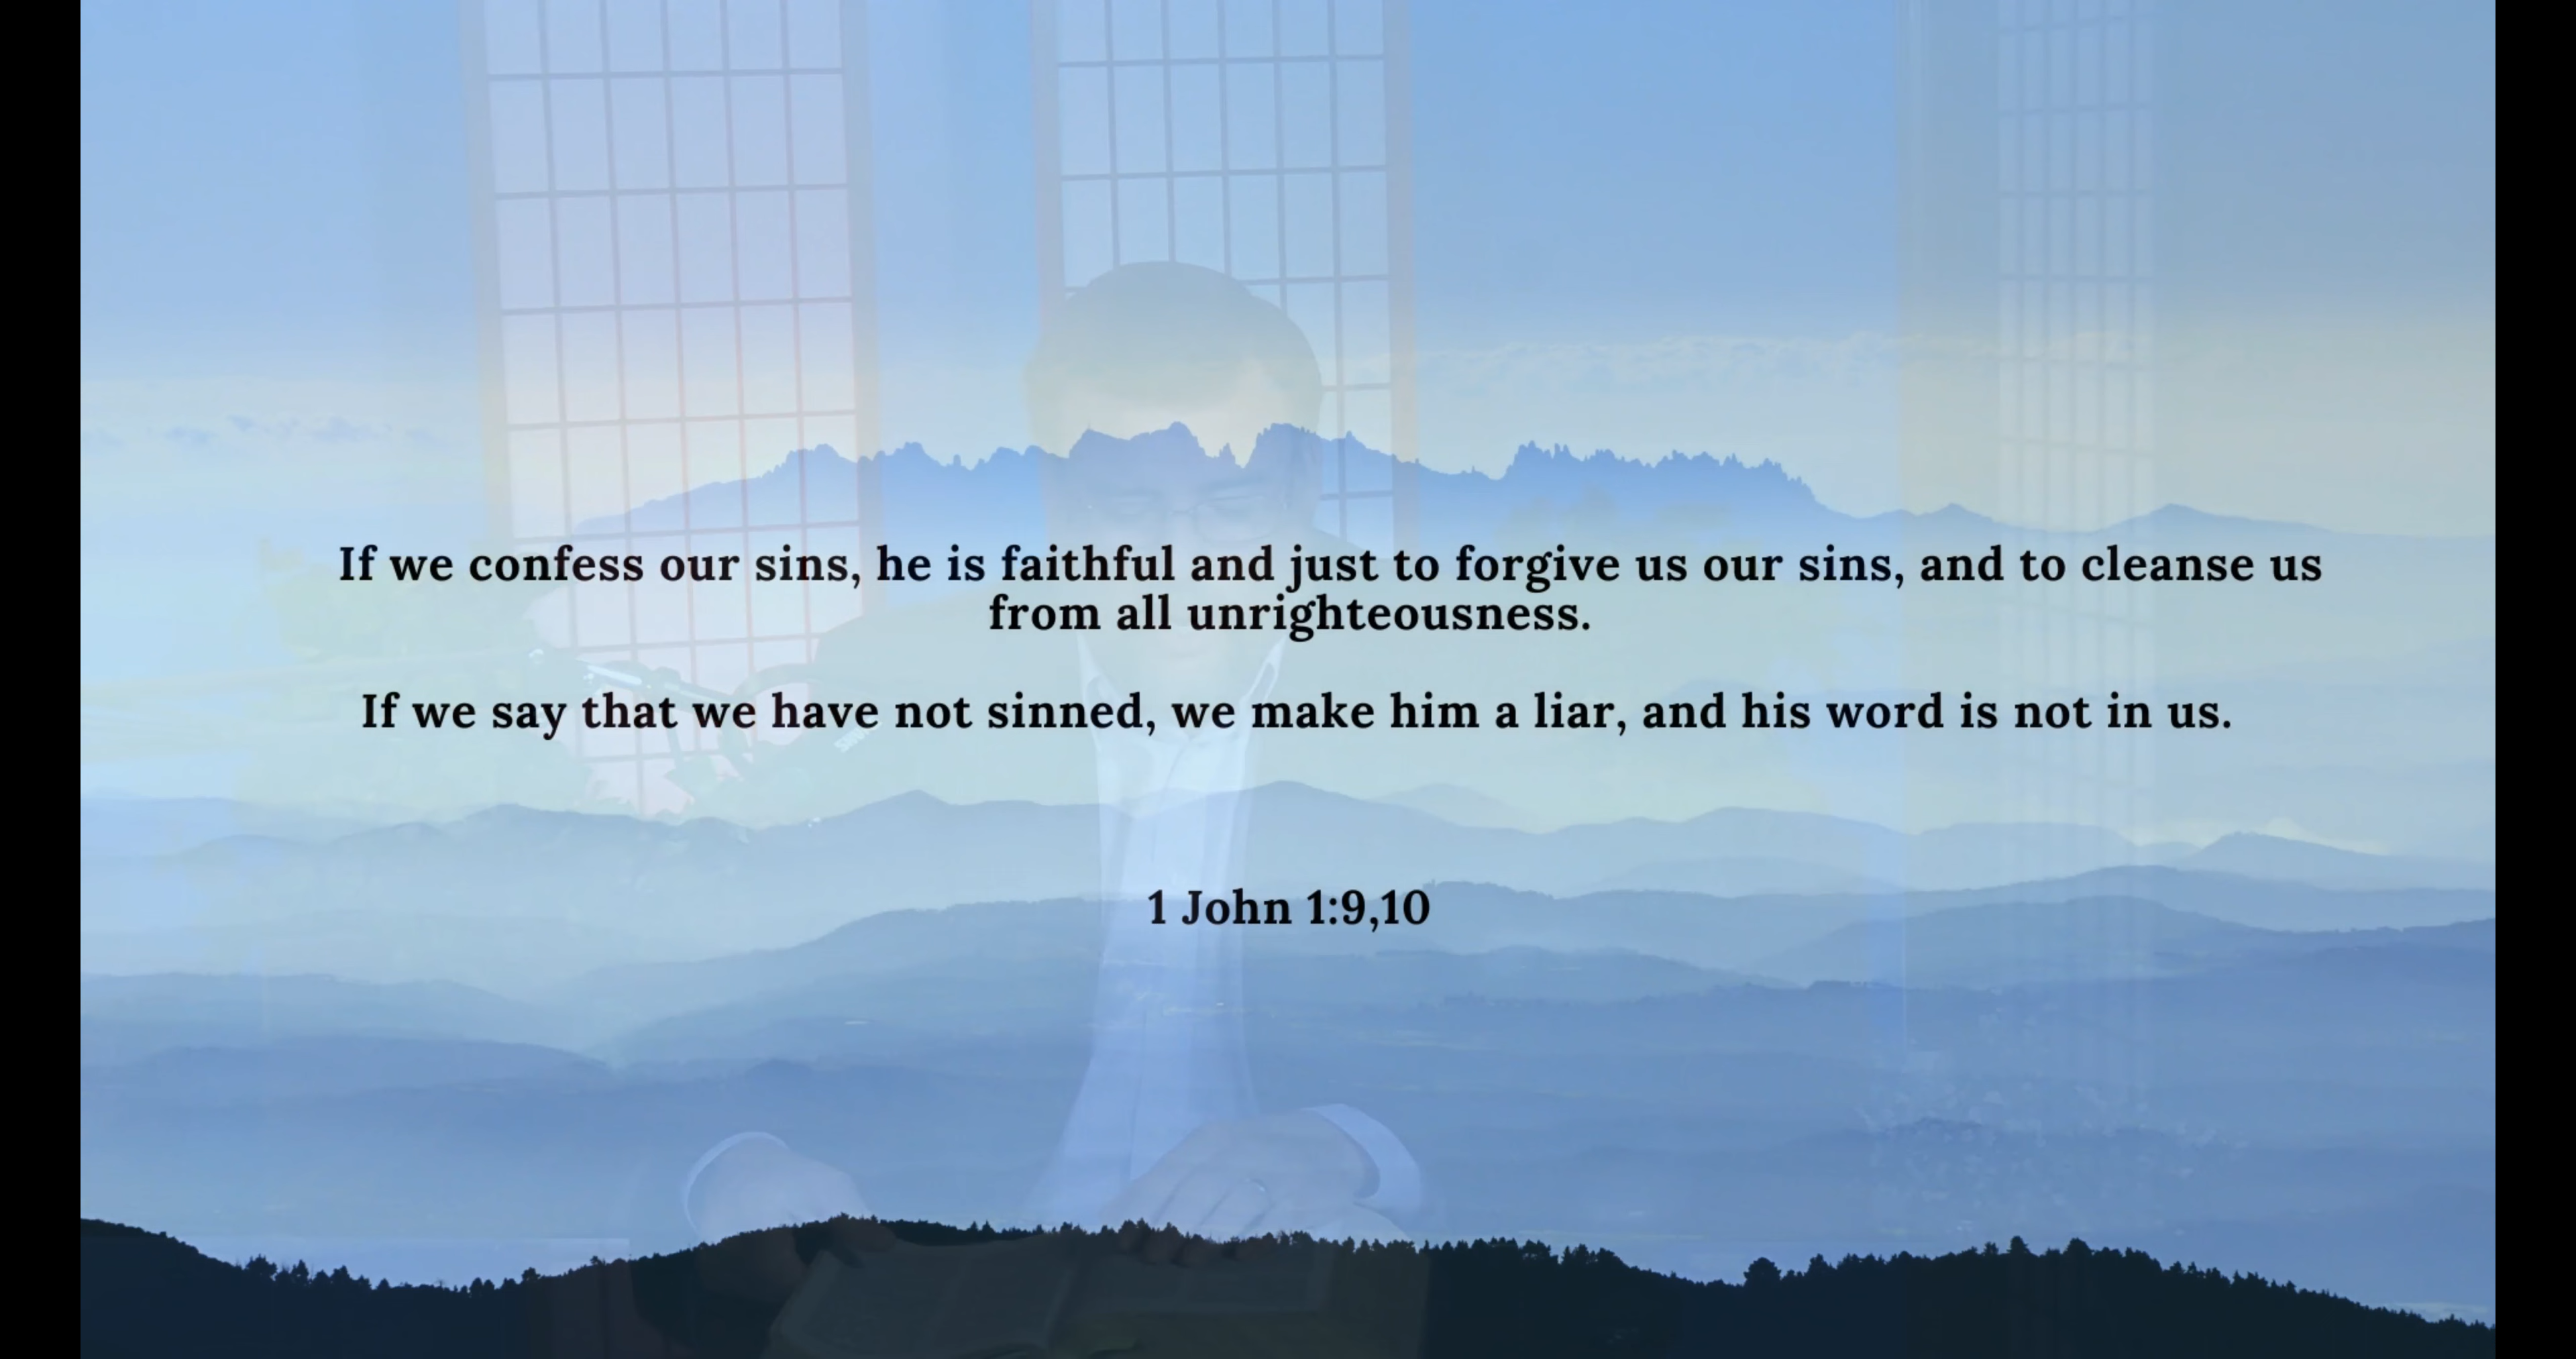 If we confess our sins, he is faithful and just to forgive us our sins, and to cleanse us
from all unrighteousness.
If we say that we have not sinned, we make him a liar, and his word is not in us.
1 John 1:9,10